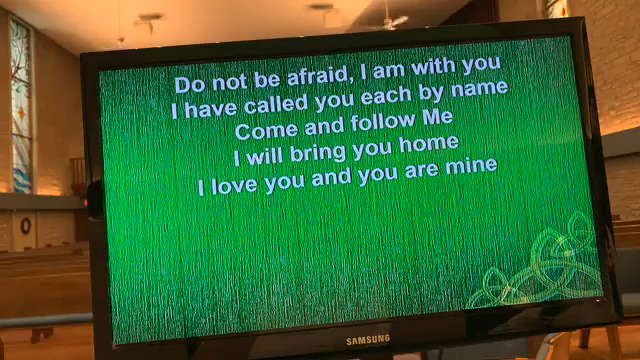 Do not be afraid, I am with you
I have called you each by name
Come and follow Me
I will bring you home
I love you and you are mine
SAMSUNG